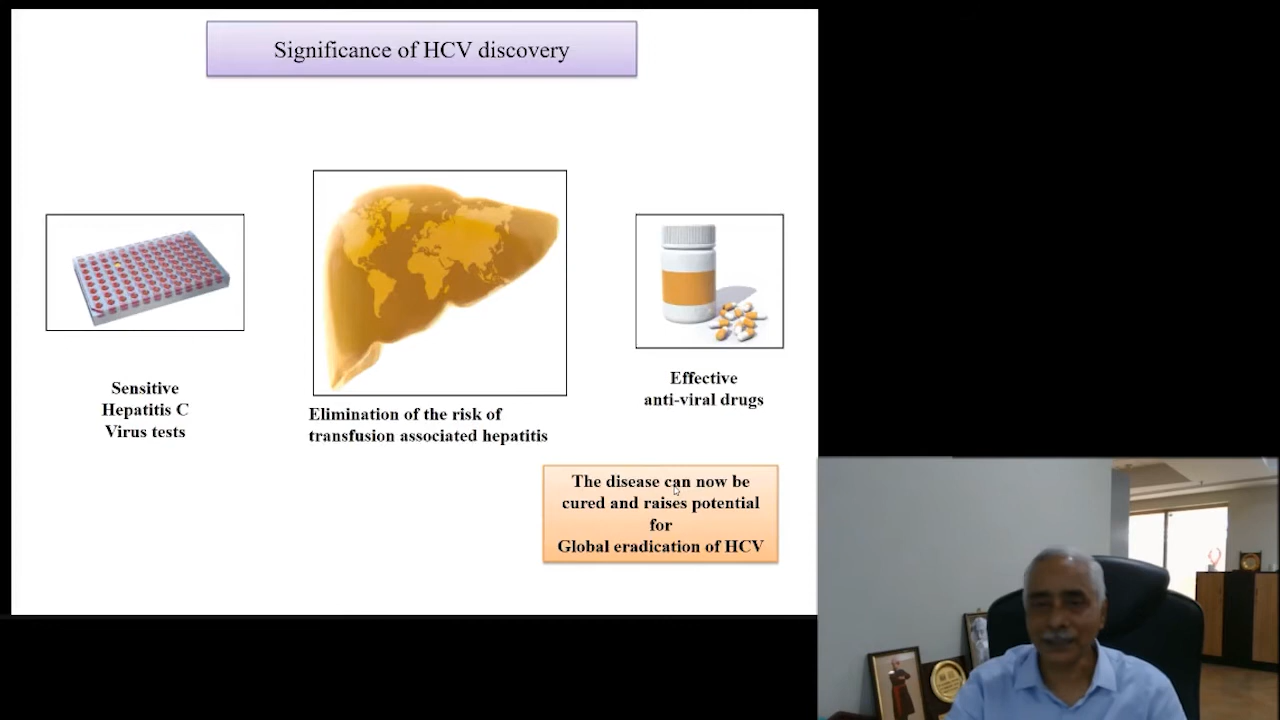 Significance of HCV discovery
Sensitive
Hepatitis C
Virus tests
Elimination of the risk of
transfusion associated hepatitis
Effective
anti-viral drugs
The disease can now be
cured and raises potential
for
Global eradication of HCV